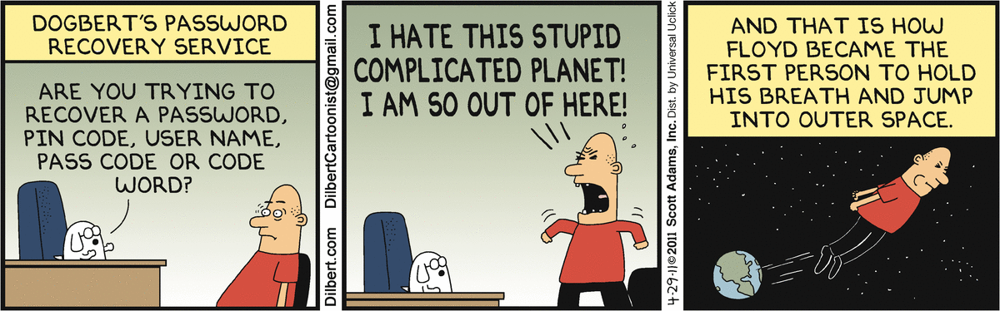 DOGBERT'S PASSWORD
RECOVERY SERVICE
ARE YOU TRYING TO
RECOVER A PASSWORD,
PIN CODE, USER NAME,
PASS CODE OR CODE
WORD?
Dilbert.com DilbertCartoonist@gmail.com
I HATE THIS STUPID
COMPLICATED PLANET!
I AM SO OUT OF HERE!
4-29-11 ©2011 Scott Adams, Inc. Dist. by Universal Uclick
AND THAT IS HOW
FLOYD BECAME THE
FIRST PERSON TO HOLD
HIS BREATH AND JUMP
INTO OUTER SPACE.